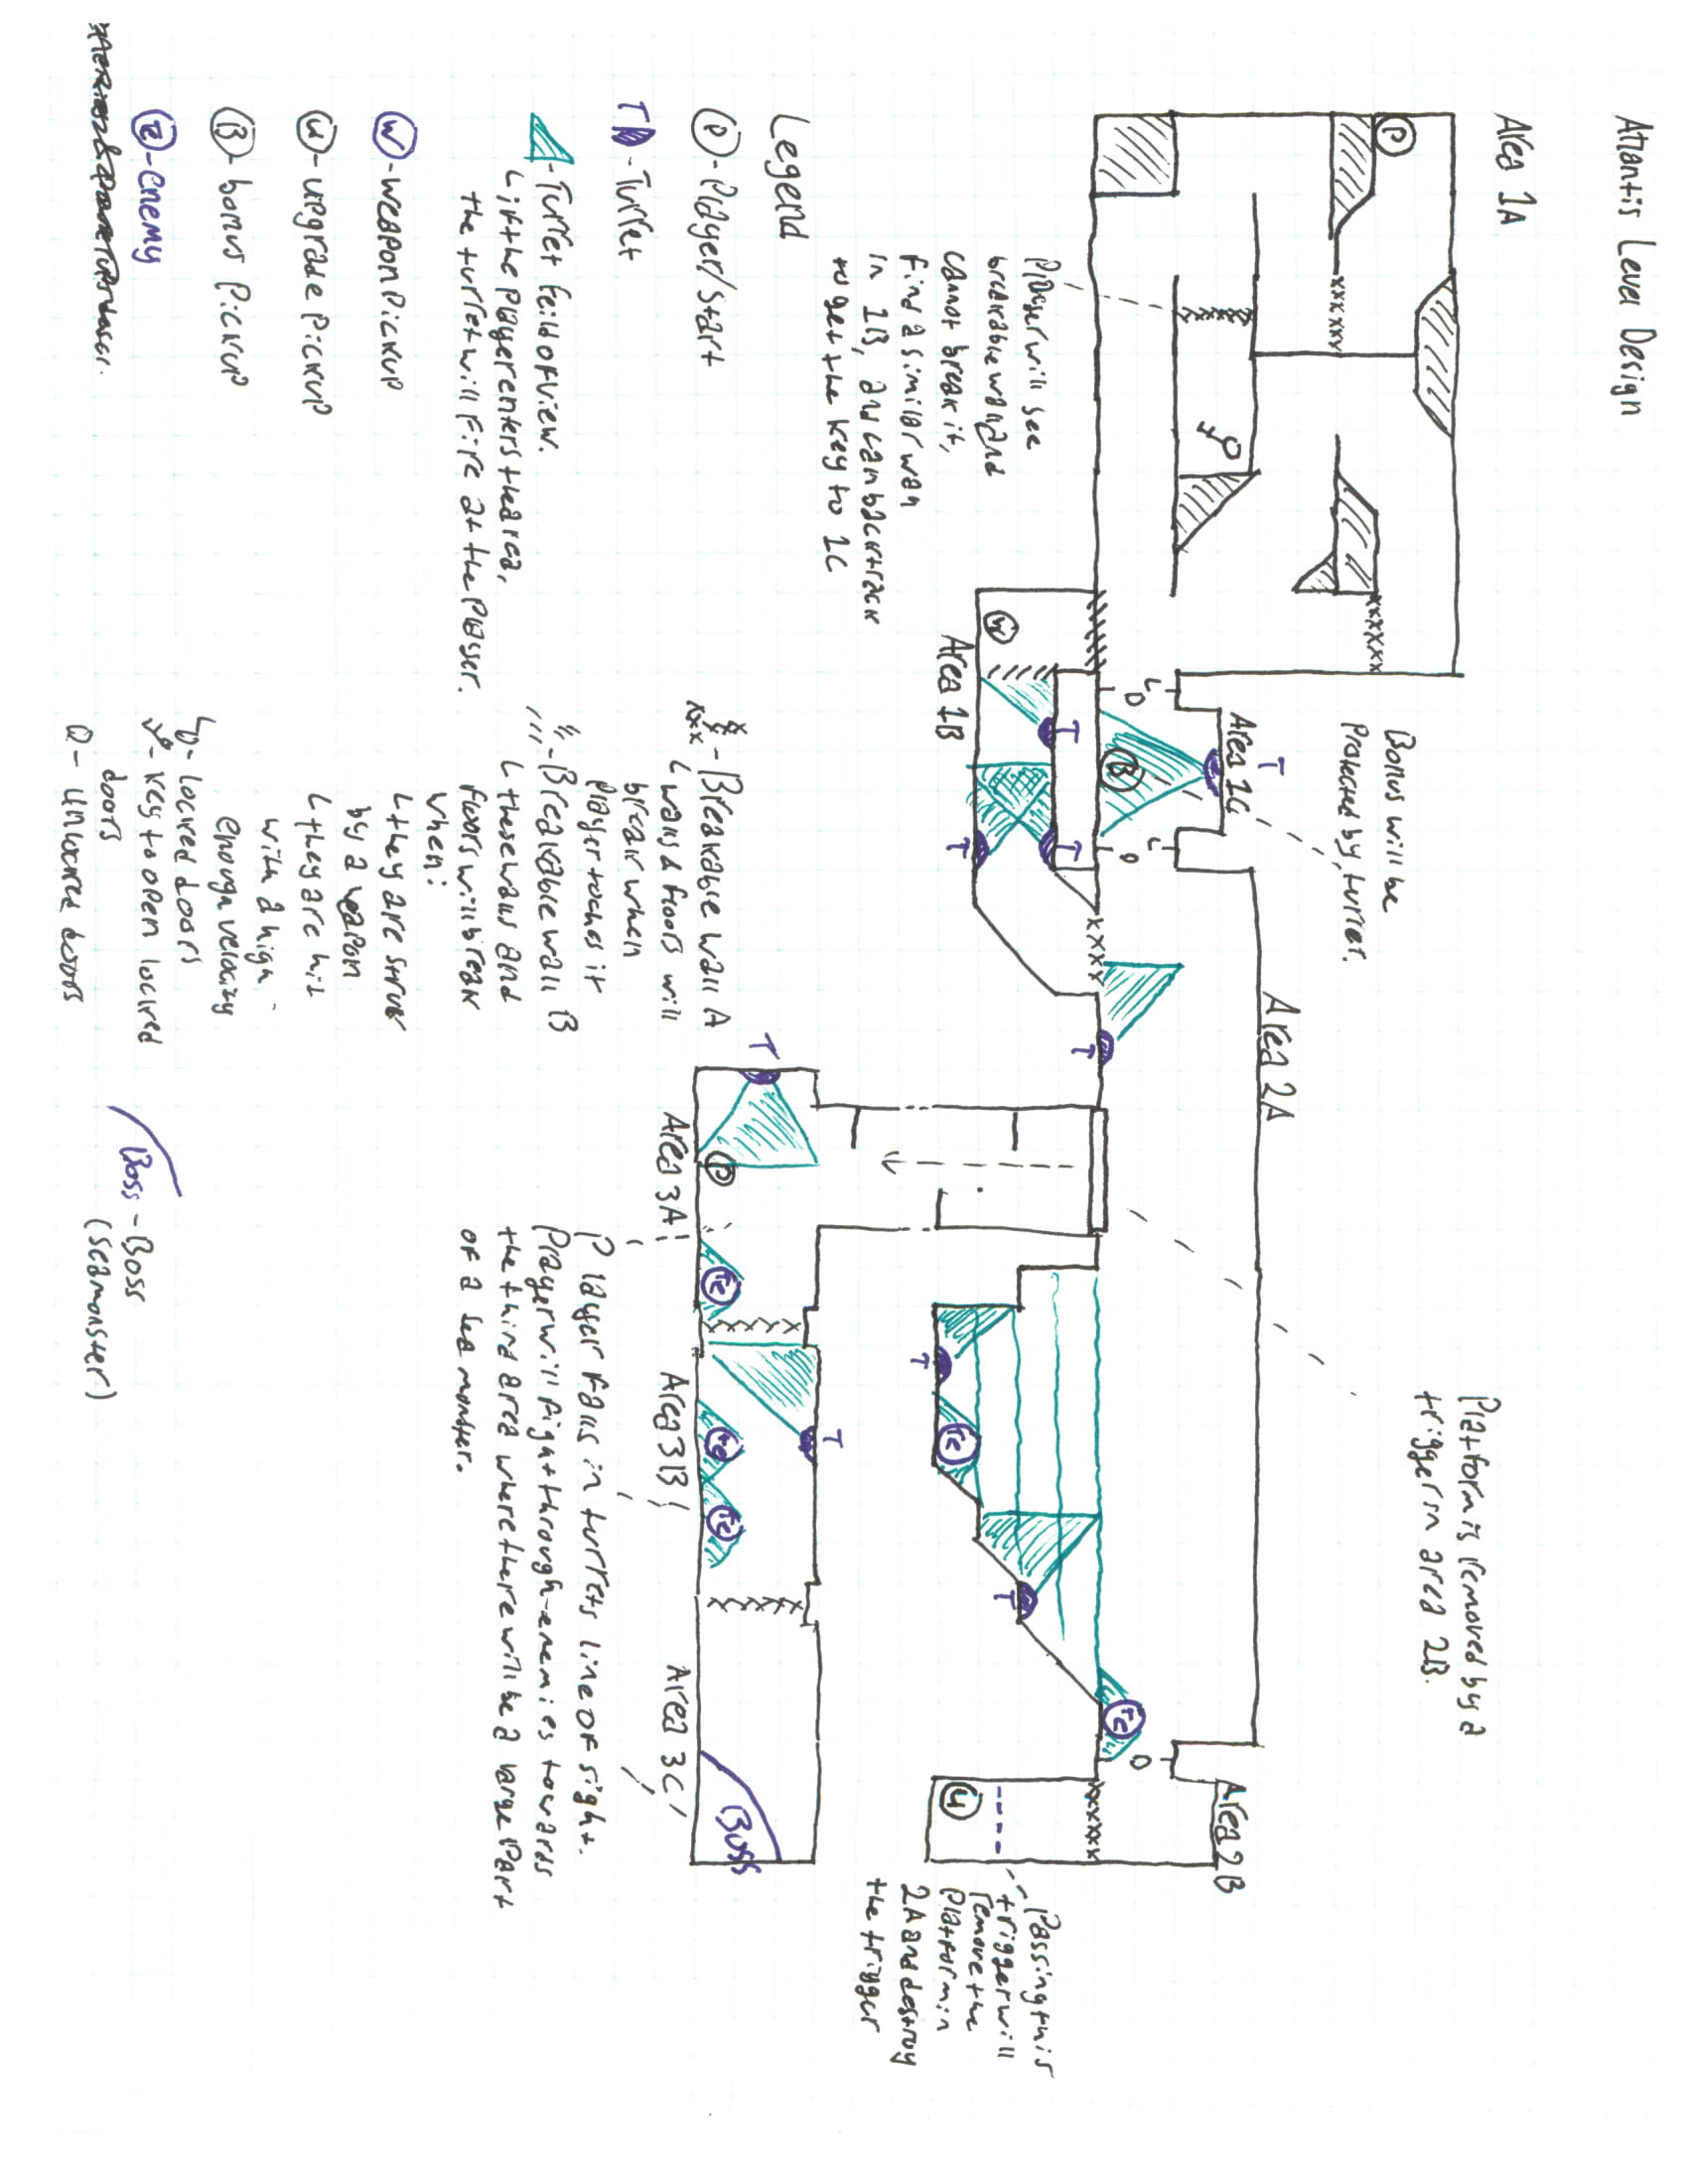 Atlantis Level Design
Area 1A
P
xxxxxx
xxx xxx
Platform is removed by a
trigger in area 2B.
Bonus will be
Protected by turret.
T
Area 1C
Area 2A
Area 2B
L
D
B
L
D
xxxx
T
E
D
xxxxx
T
T
W
T
Area 1B
T
T
E
U
Player will see
breakable wall and
cannot break it,
find a similar wall
in 1B, and can backtrack
to get the key to 1C
Passing this
trigger will
remove the
Platform in
2A and destroy
the trigger
T
T
P
E
E
E
Boss
Area 3A
Area 3B
Area 3C
Player falls in turrets line of sight.
Player will fight through enemies towards
the third area where there will be a large part
of a sea monster.
Legend
P - Player/Start
T - Turret
- Turret feild of view.
if the player enters the area,
the turret will fire at the player.
W - weapon pickup
U - upgrade pickup
B - bonus pickup
E - enemy
- Breakable wall A
walls & floors will
break when
player toches it
- Breakable wall B
these walls and
floors will break
when:
they are struk
by a weapon
they are hit
with a high
enough velocity
LD - locked doors
- key to open locked
doors
D - unlocked doors
Boss - Boss
(seamonster)